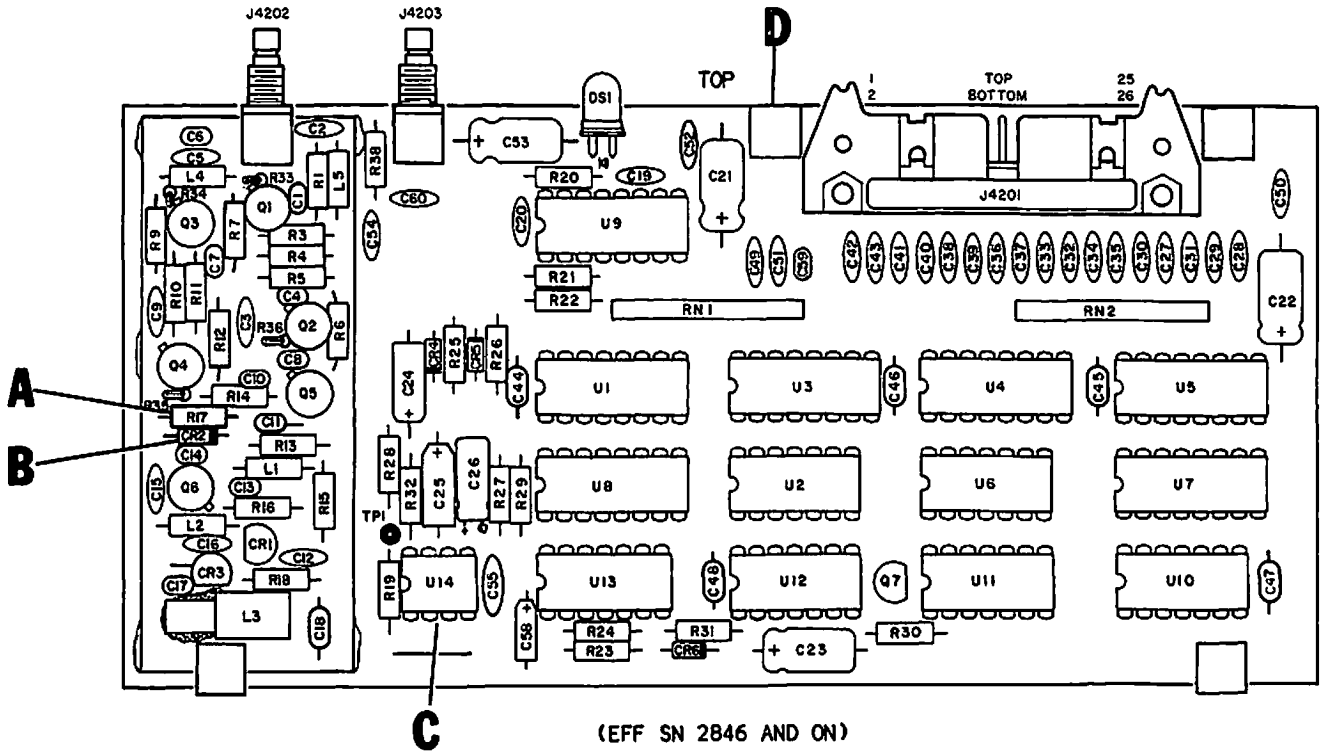 J4202
J4203
D
TOP
DS1
1
TOP
25
2
BOTTOM
26
C6
C2
C5
C53
C52
R38
L4
R33
R1
L5
R20
C19
C21
R34
C1
J4201
C50
Q3
Q1
C60
C20
U9
R9
R7
R3
C54
C7
R4
R21
C49
C51
C59
C42
C43
C41
C40
C38
C39
C36
C37
C33
C32
C34
C35
C30
C27
C31
C29
C28
R5
R10
R11
C4
R22
RN1
RN2
C22
C9
C3
Q2
R6
R12
R36
CR4
R25
CR5
R26
Q4
C8
C24
C44
U1
U3
C46
U4
C45
U5
A
C10
R14
Q5
R35
R17
C11
B
CR2
R13
C14
L1
R28
C15
Q6
C13
R15
R32
C25
C26
R27
R29
U8
U2
U6
U7
R16
L2
TP1
C16
CR1
C12
CR3
R18
R19
U14
C55
U13
C48
U12
Q7
U11
U10
C47
C17
L3
C18
C58
R24
R31
R30
R23
CR6
C23
C
(EFF SN 2846 AND ON)